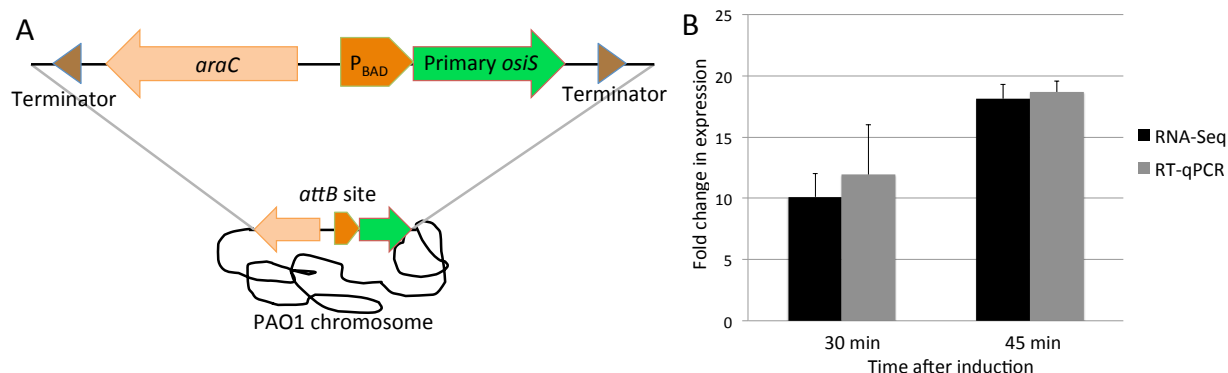 A
araC
PBAD
Primary osiS
Terminator
Terminator
attB site
PAO1 chromosome
B
Fold change in expression
25
20
15
10
5
0
30 min
45 min
Time after induction
RNA-Seq
RT-qPCR